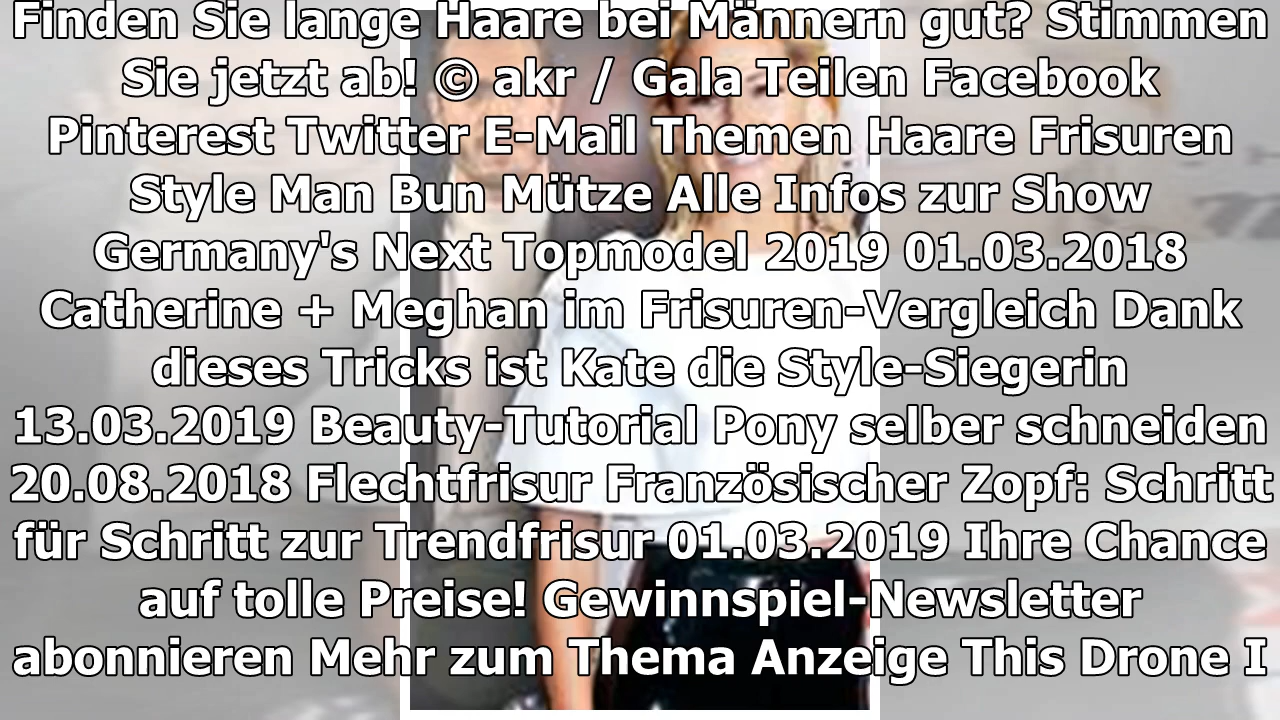 Finden Sie lange Haare bei Männern gut? Stimmen
Sie jetzt ab! © akr / Gala Teilen Facebook
Pinterest Twitter E-Mail Themen Haare Frisuren
Style Man Bun Mütze Alle Infos zur Show
Germany's Next Topmodel 2019 01.03.2018
Catherine + Meghan im Frisuren-Vergleich Dank
dieses Tricks ist Kate die Style-Siegerin
13.03.2019 Beauty-Tutorial Pony selber schneiden
20.08.2018 Flechtfrisur Französischer Zopf: Schritt
für Schritt zur Trendfrisur 01.03.2019 Ihre Chance
auf tolle Preise! Gewinnspiel-Newsletter
abonnieren Mehr zum Thema Anzeige This Drone I